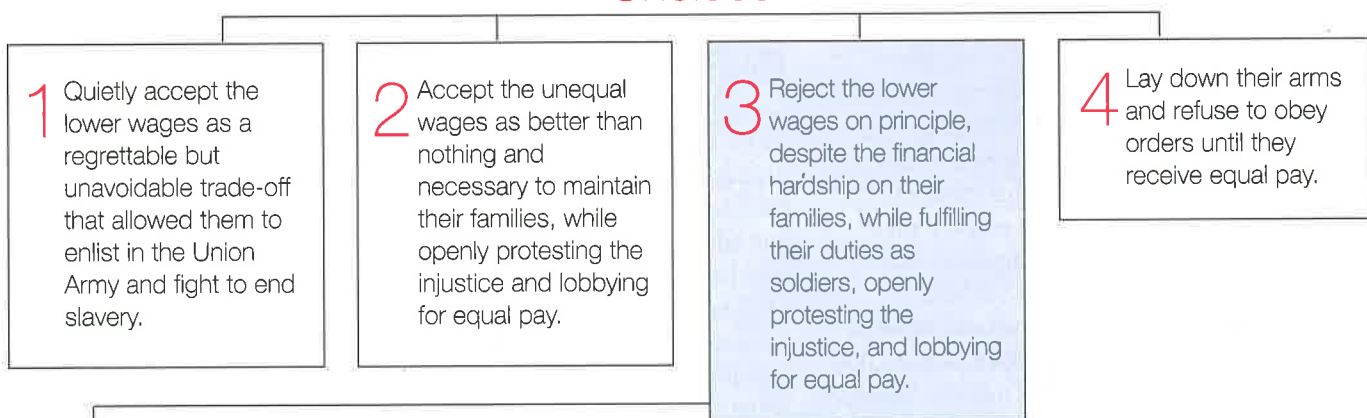 1 Quietly accept the
lower wages as a
regrettable but
unavoidable trade-off
that allowed them to
enlist in the Union
Army and fight to end
slavery.
2 Accept the unequal
wages as better than
nothing and
necessary to maintain
their families, while
openly protesting the
injustice and lobbying
for equal pay.
3 Reject the lower
wages on principle,
despite the financial
hardship on their
families, while fulfilling
their duties as
soldiers, openly
protesting the
injustice, and lobbying
for equal pay.
4 Lay down their arms
and refuse to obey
orders until they
receive equal pay.